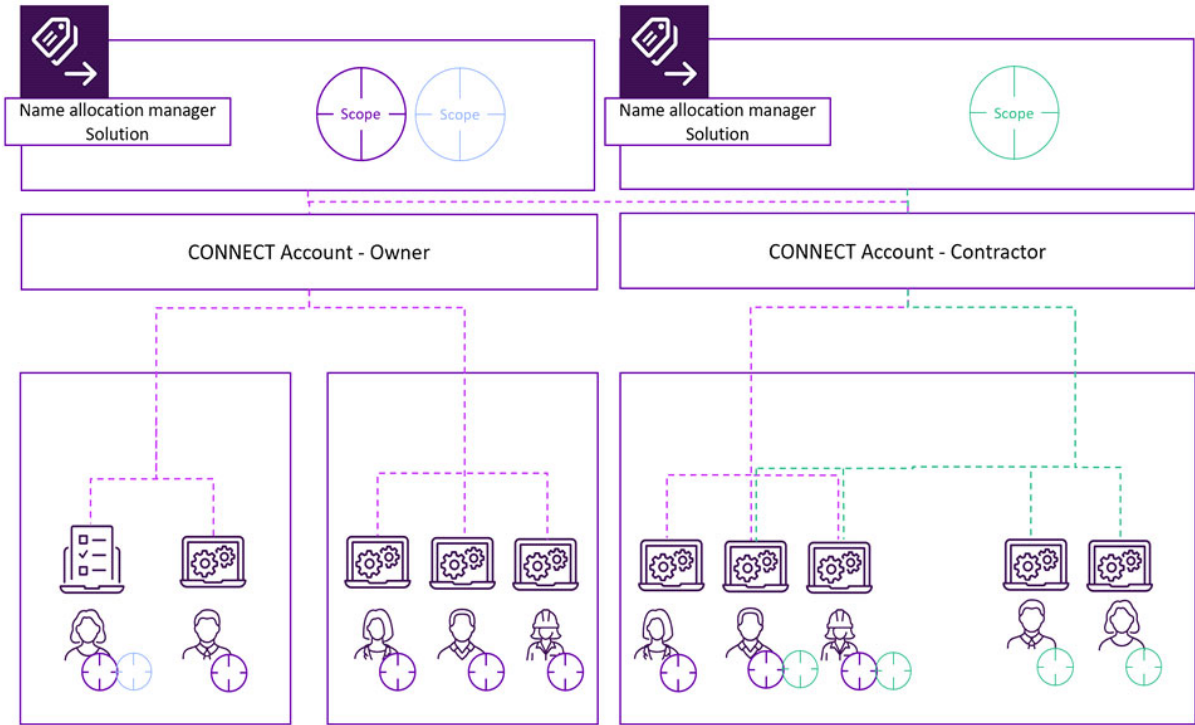 Name allocation manager
Solution
Scope
Scope
Name allocation manager
Solution
Scope
CONNECT Account - Owner
CONNECT Account - Contractor